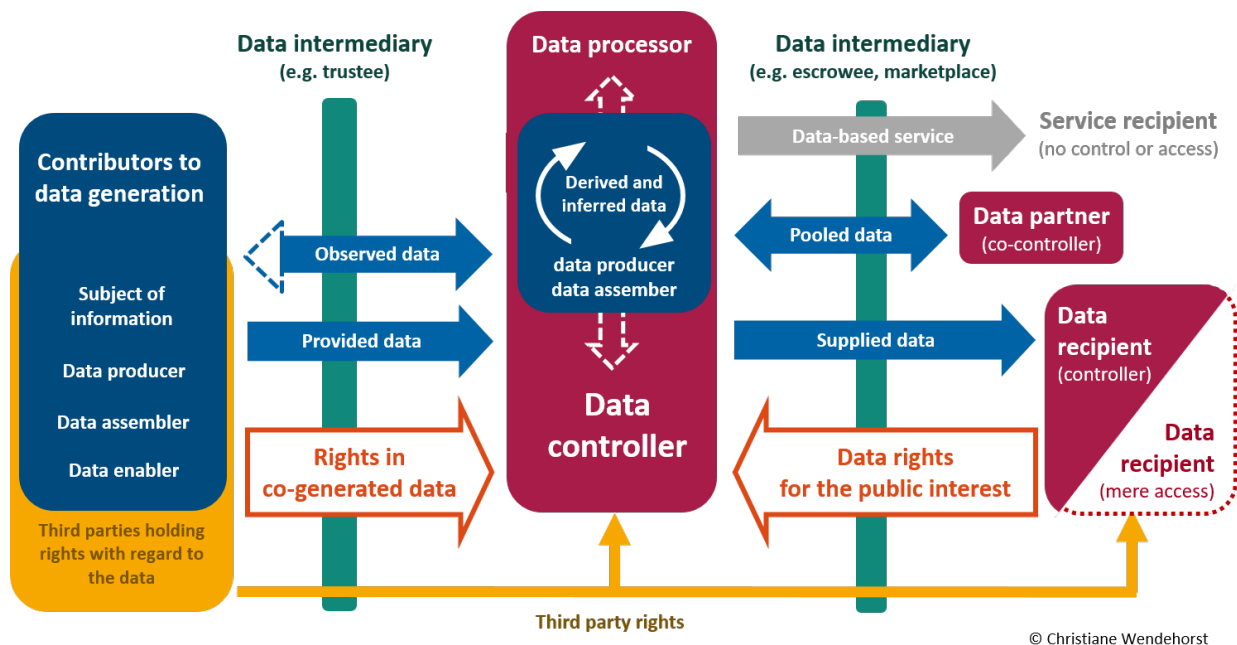 Data intermediary
(e.g. trustee)
Data processor
Data intermediary
(e.g. escrowee, marketplace)
Contributors to
data generation
Subject of
information
Data producer
Data assembler
Data enabler
Third parties holding
rights with regard to
the data
Observed data
Provided data
Rights in
co-generated data
Derived and
inferred data
data producer
data assember
Data
controller
Data-based service
Service recipient
(no control or access)
Pooled data
Data partner
(co-controller)
Supplied data
Data
recipient
(controller)
Data
recipient
(mere access)
Data rights
for the public interest
Third party rights
© Christiane Wendehorst